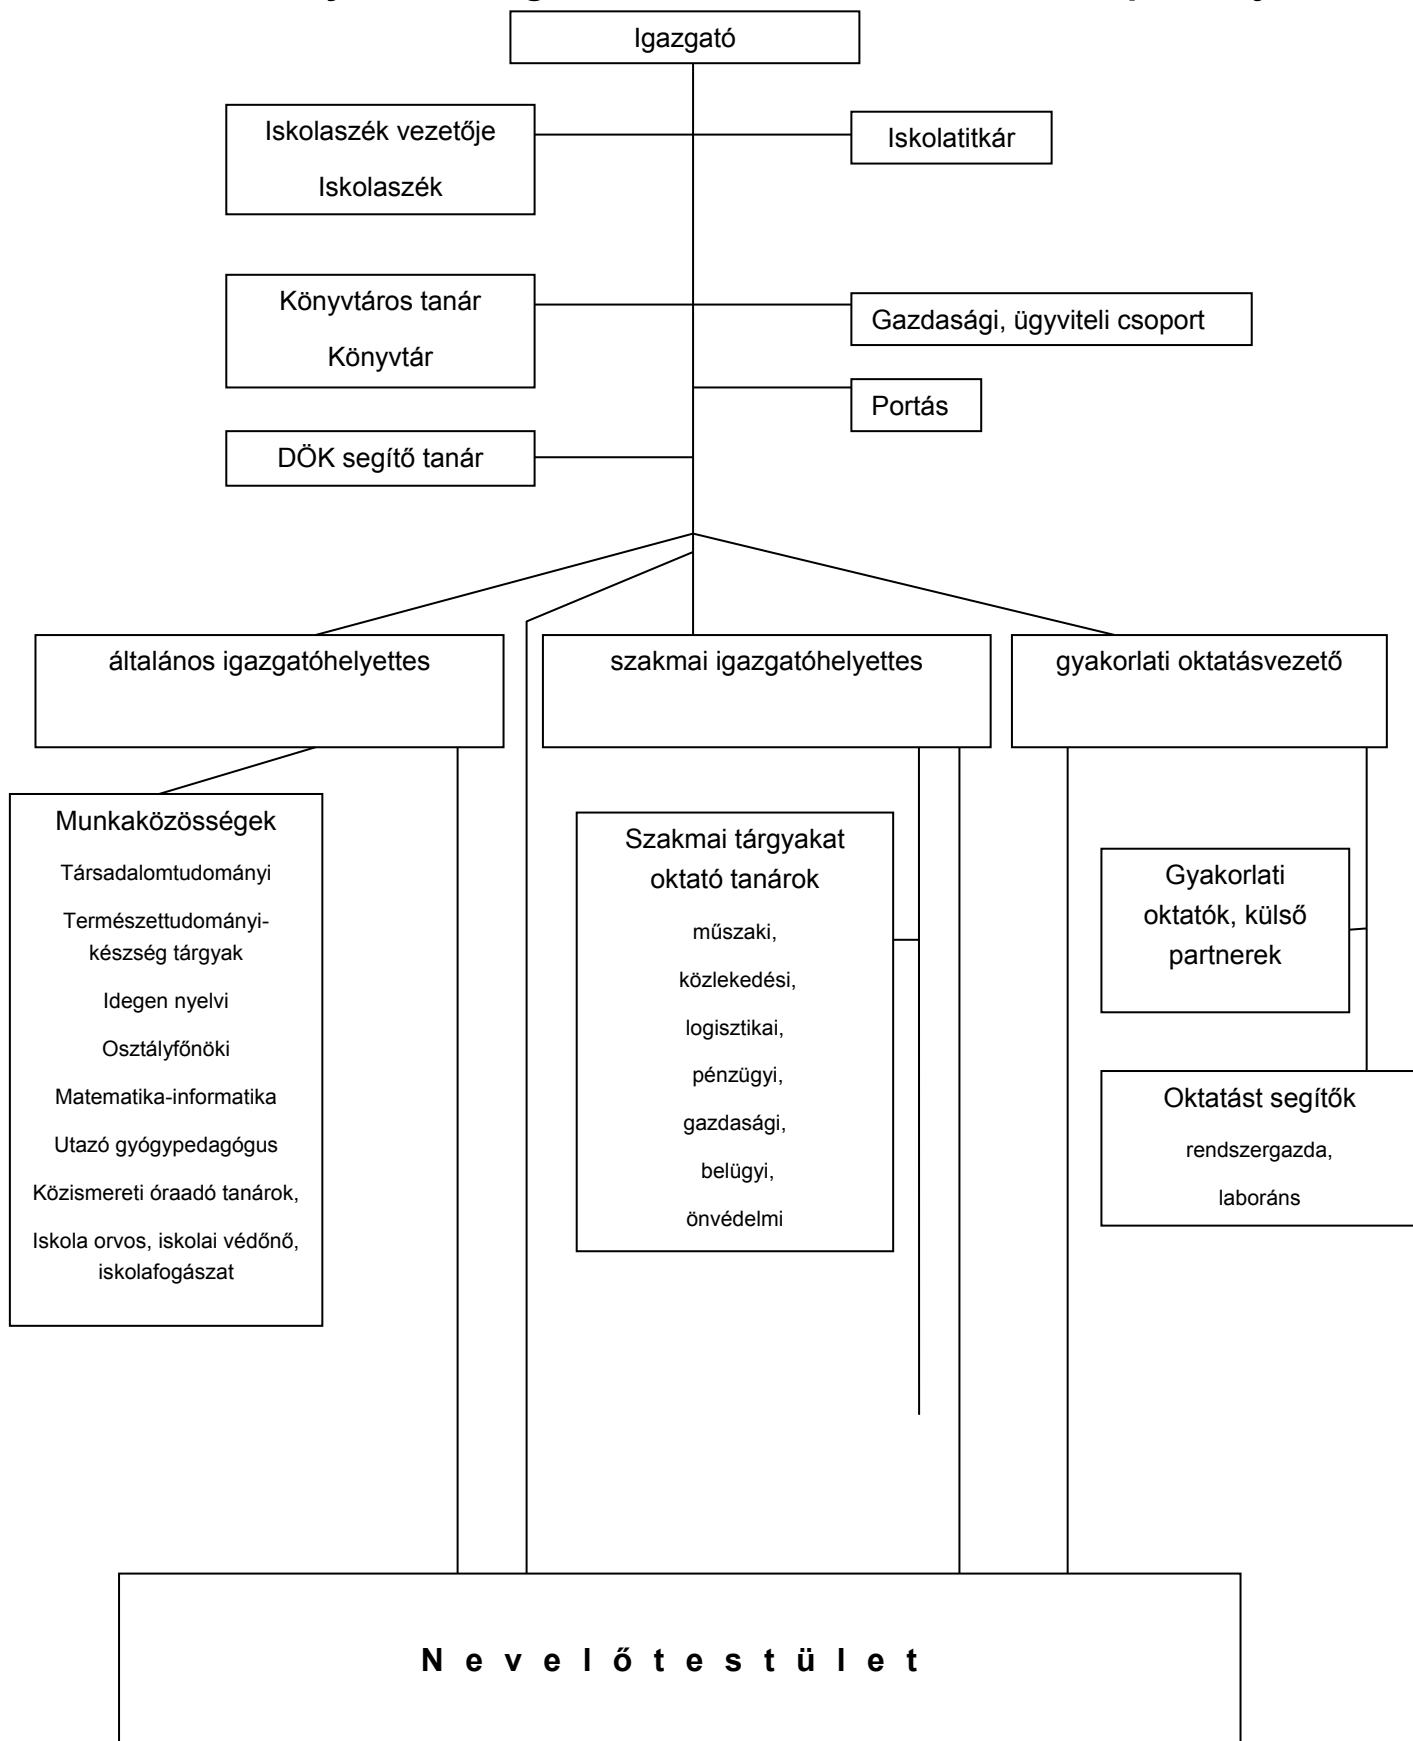 Igazgató
Iskolaszék vezetője
Iskolaszék
Iskolatitkár
Könyvtáros tanár
Könyvtár
Gazdasági, ügyviteli csoport
Portás
DÖK segítő tanár
általános igazgatóhelyettes
szakmai igazgatóhelyettes
gyakorlati oktatásvezető
Munkaközösségek
Társadalomtudományi
Természettudományi-
készség tárgyak
Idegen nyelvi
Osztályfőnöki
Matematika-informatika
Utazó gyógypedagógus
Közismereti óraadó tanárok,
Iskola orvos, iskolai védőnő,
iskolafogászat
Szakmai tárgyakat
oktató tanárok
műszaki,
közlekedési,
logisztikai,
pénzügyi,
gazdasági,
belügyi,
önvédelmi
Gyakorlati
oktatók, külső
partnerek
Oktatást segítők
rendszergazda,
laboráns
N e v e l ő t e s t ü l e t